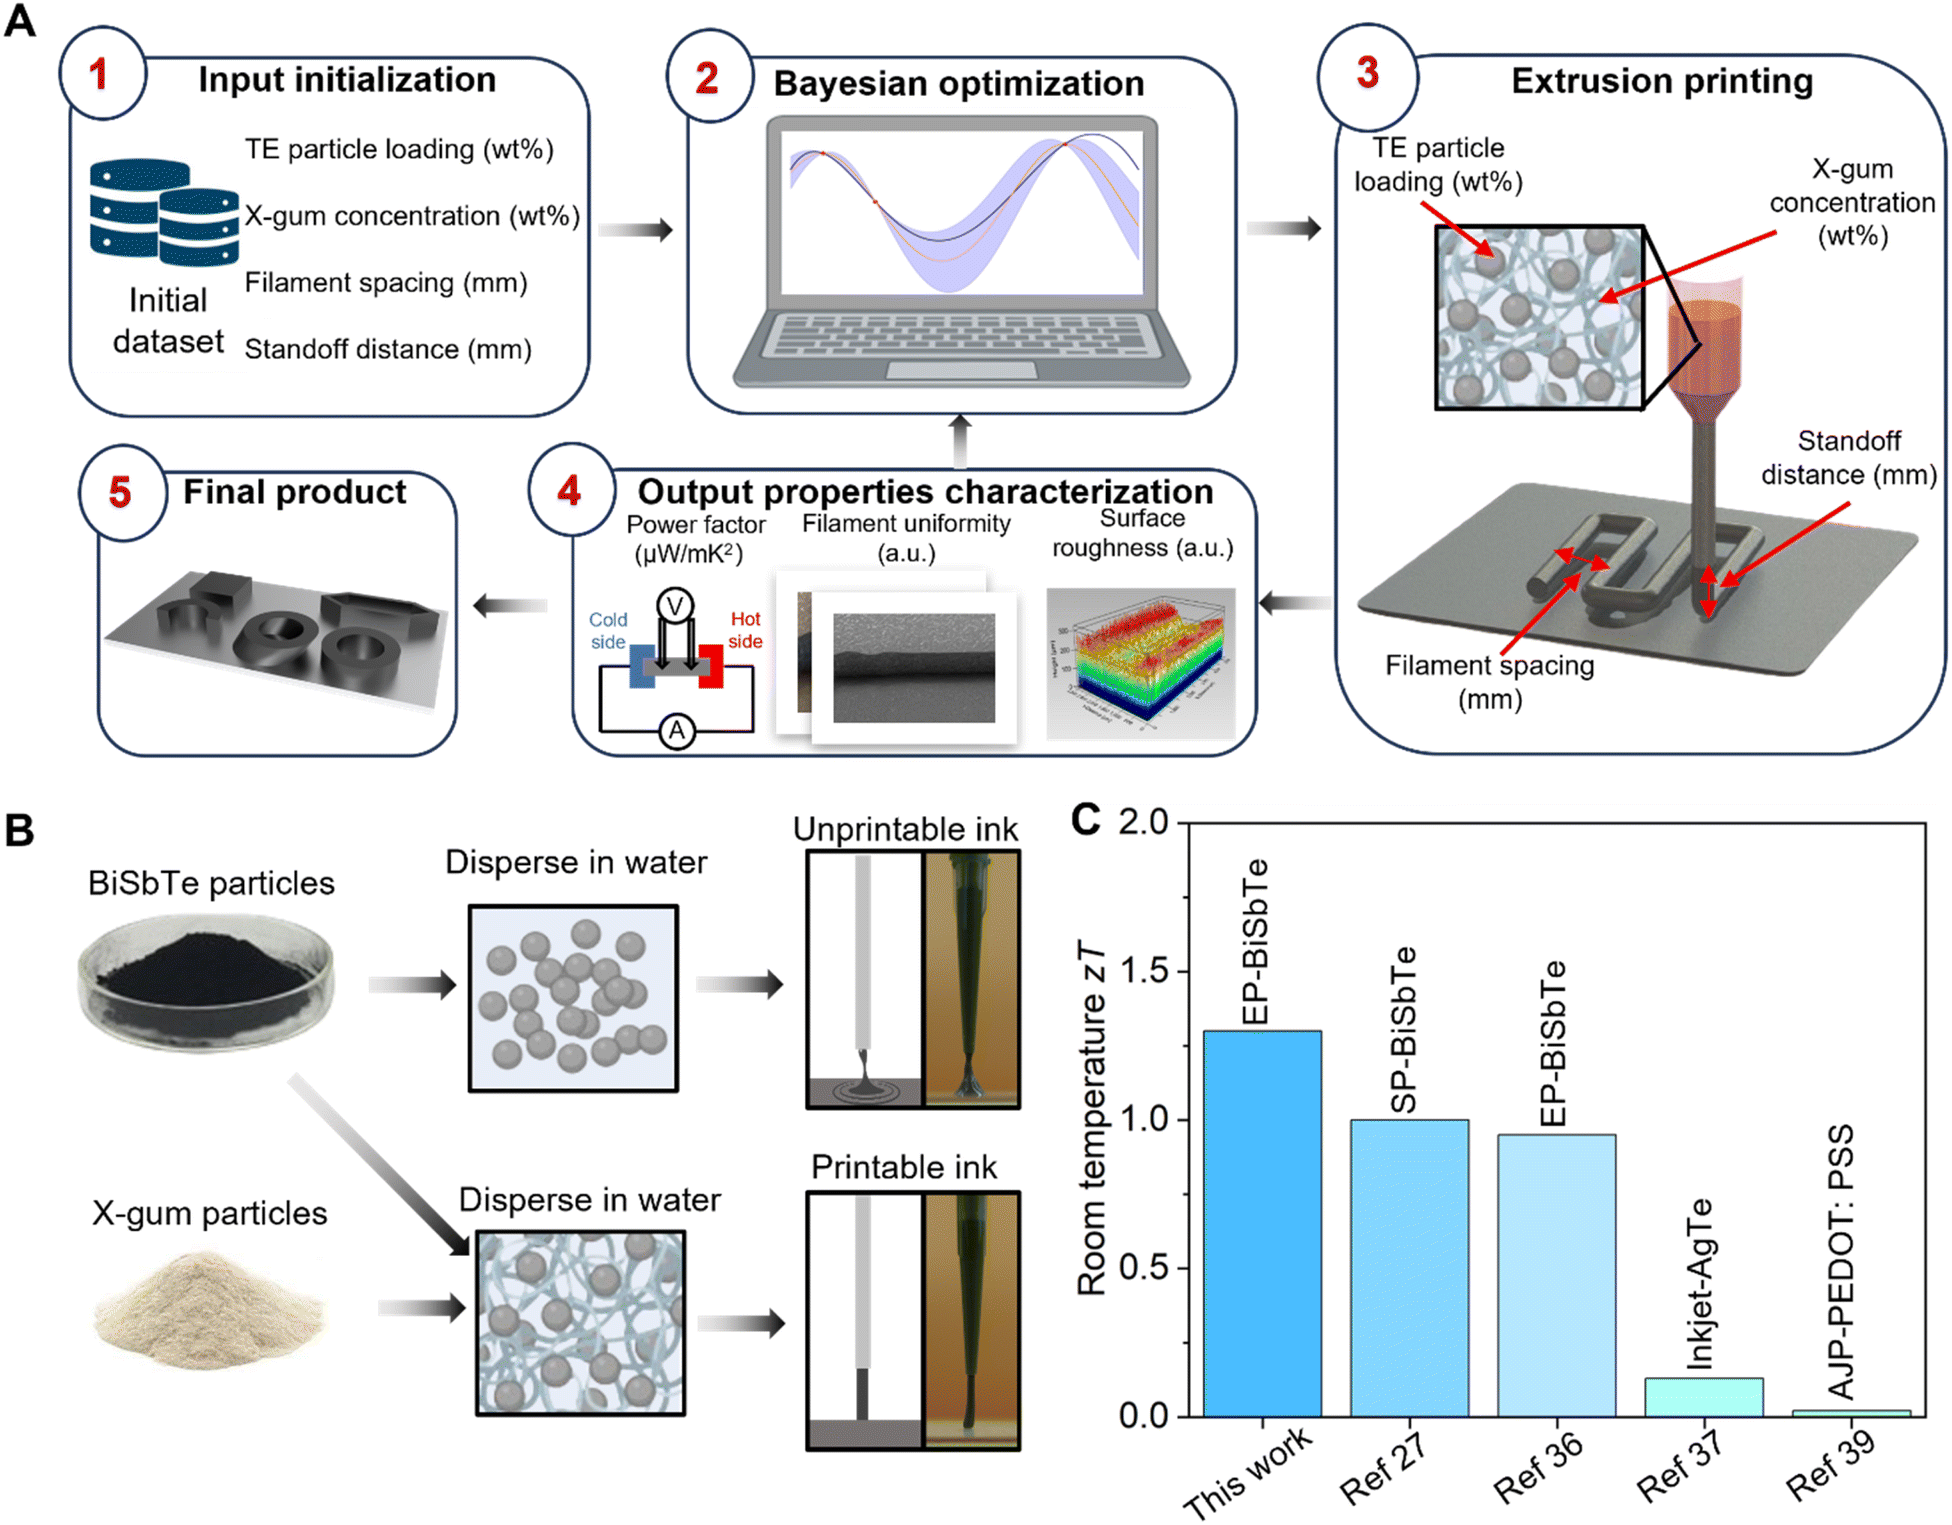 A
1
Input initialization
TE particle loading (wt%)
X-gum concentration (wt%)
Filament spacing (mm)
Standoff distance (mm)
Initial
dataset
2
Bayesian optimization
3
Extrusion printing
TE particle
loading (wt%)
X-gum
concentration
(wt%)
Standoff
distance (mm)
Filament spacing
(mm)
4
Output properties characterization
Power factor
(µW/mK²)
Filament uniformity
(a.u.)
Surface
roughness (a.u.)
Cold
side
V
Hot
side
A
5
Final product
B
BiSbTe particles
Disperse in water
Unprintable ink
X-gum particles
Disperse in water
Printable ink
C
Room temperature zT
2.0
1.5
1.0
0.5
0.0
EP-BiSbTe
SP-BiSbTe
EP-BiSbTe
Inkjet-AgTe
AJP-PEDOT: PSS
This work
Ref 27
Ref 36
Ref 37
Ref 39